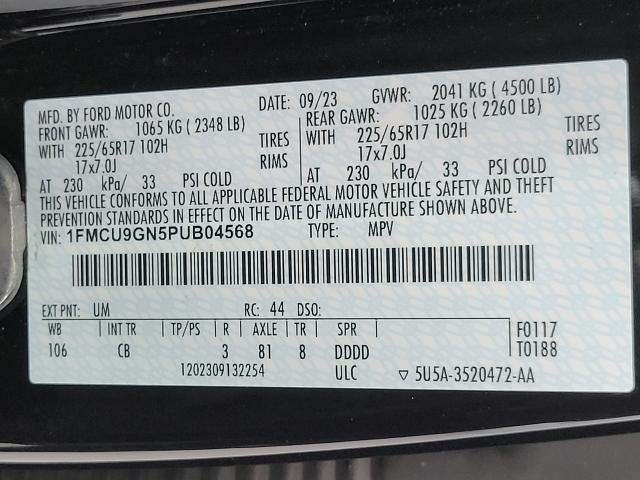 MFD. BY FORD MOTOR CO. DATE: 09/23 GVWR: 2041 KG ( 4500 LB)
FRONT GAWR: 1065 KG ( 2348 LB) REAR GAWR: 1025 KG ( 2260 LB)
WITH 225/65R17 102H TIRES WITH 225/65R17 102H TIRES
17x7.0J RIMS 17x7.0J RIMS
AT 230 kPa/ 33 PSI COLD AT 230 kPa/ 33 PSI COLD
THIS VEHICLE CONFORMS TO ALL APPLICABLE FEDERAL MOTOR VEHICLE SAFETY AND THEFT
PREVENTION STANDARDS IN EFFECT ON THE DATE OF MANUFACTURE SHOWN ABOVE.
VIN: 1FMCU9GN5PUB04568 TYPE: MPV
EXT PNT: UM RC: 44 DSO:
WB INT TR TP/PS R AXLE TR SPR F0117
106 CB 3 81 8 DDDD T0188
1202309132254 ULC ▽ 5U5A-3520472-AA